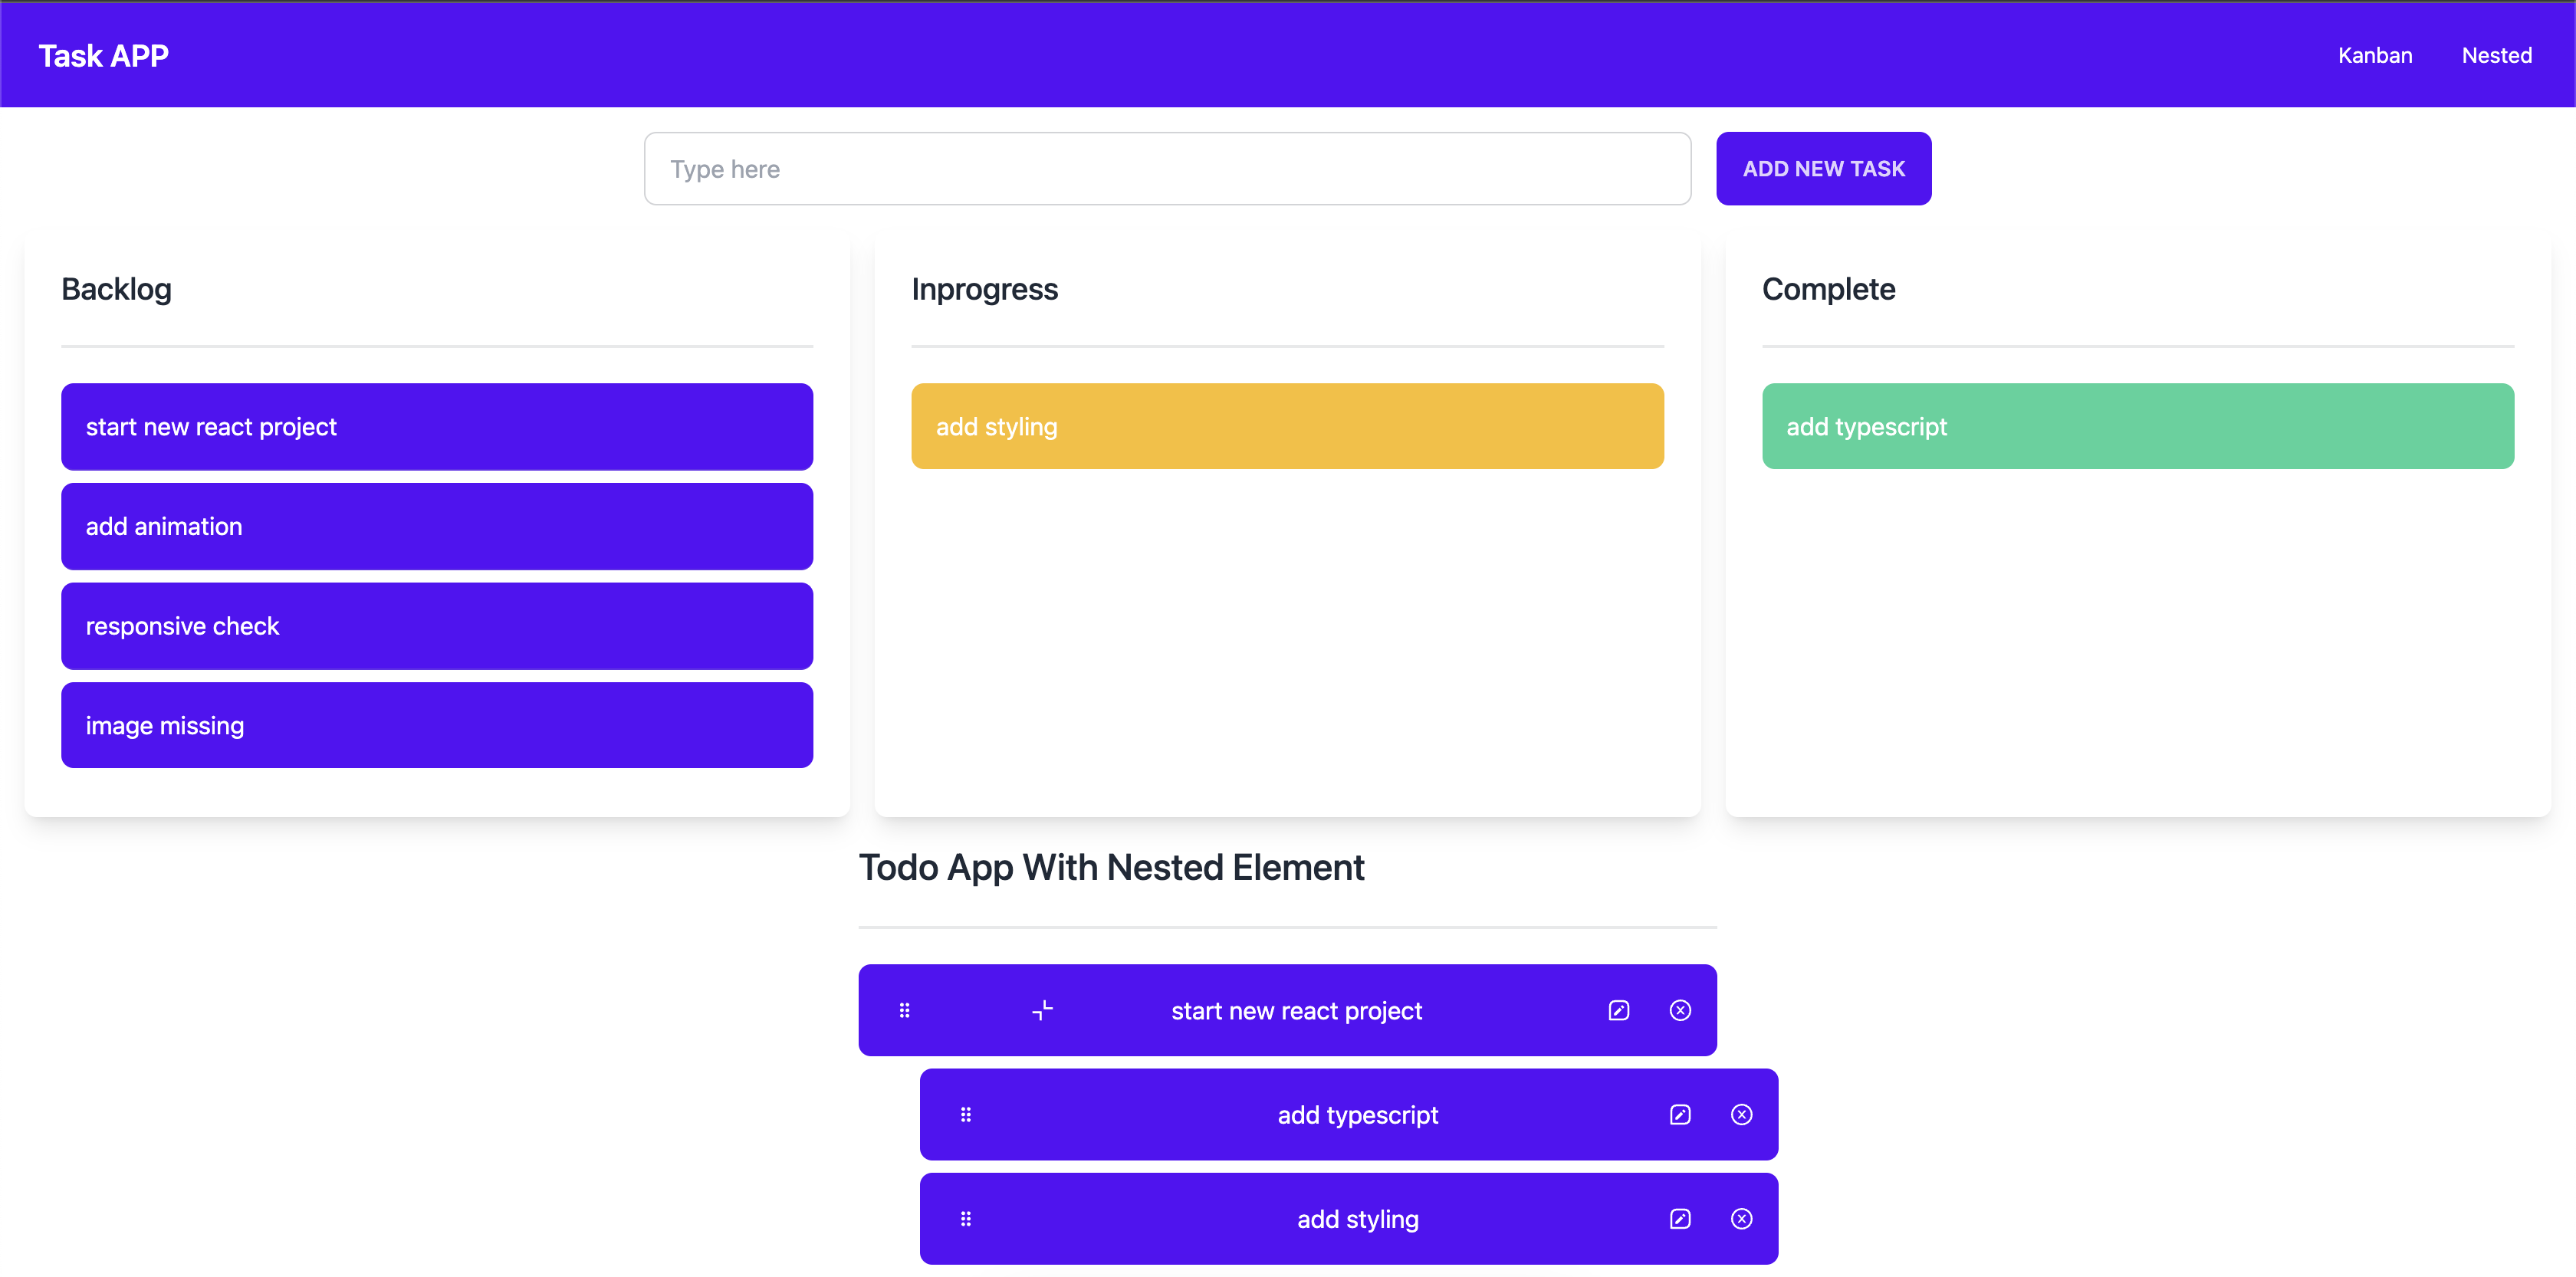 Task APP
Kanban
Nested
Type here
ADD NEW TASK
Backlog
start new react project
add animation
responsive check
image missing
Inprogress
add styling
Complete
add typescript
Todo App With Nested Element
start new react project
add typescript
add styling